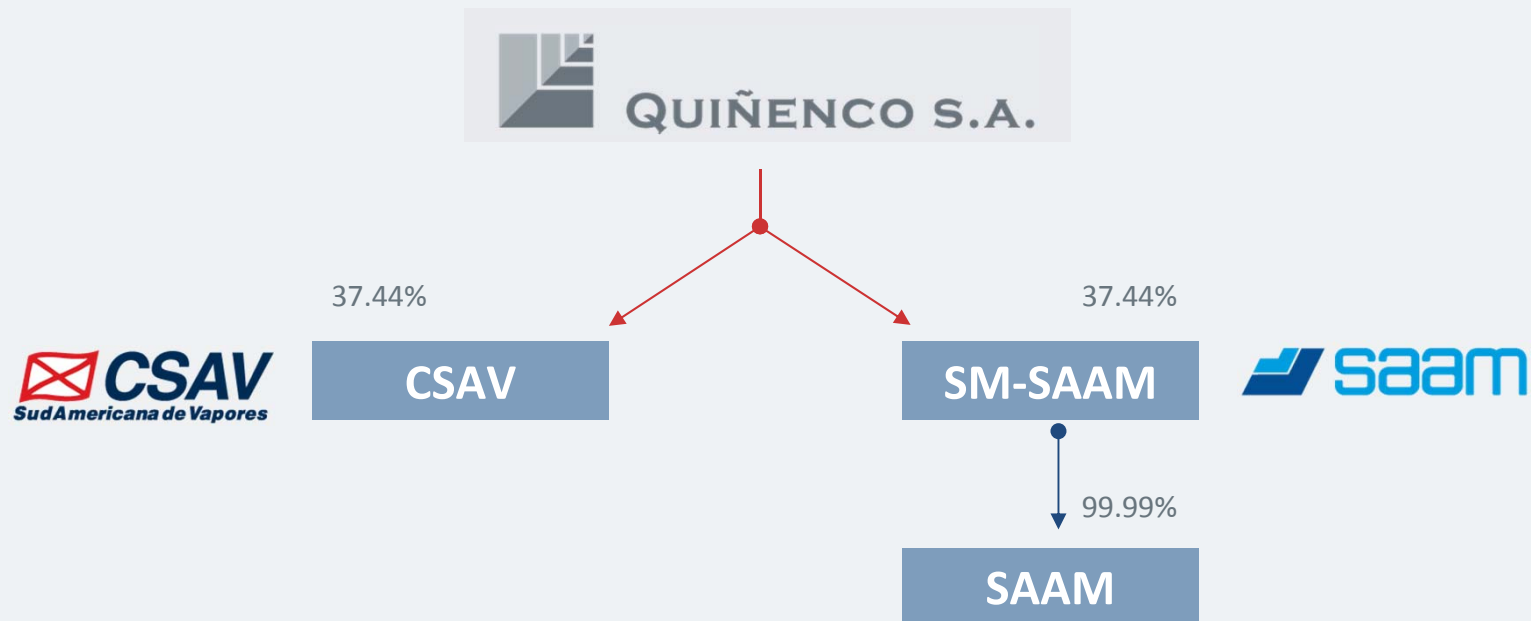 QUIÑENCO S.A.
37.44%
37.44%
CSAV
SudAmericana de Vapores
CSAV
SM-SAAM
saam
99.99%
SAAM